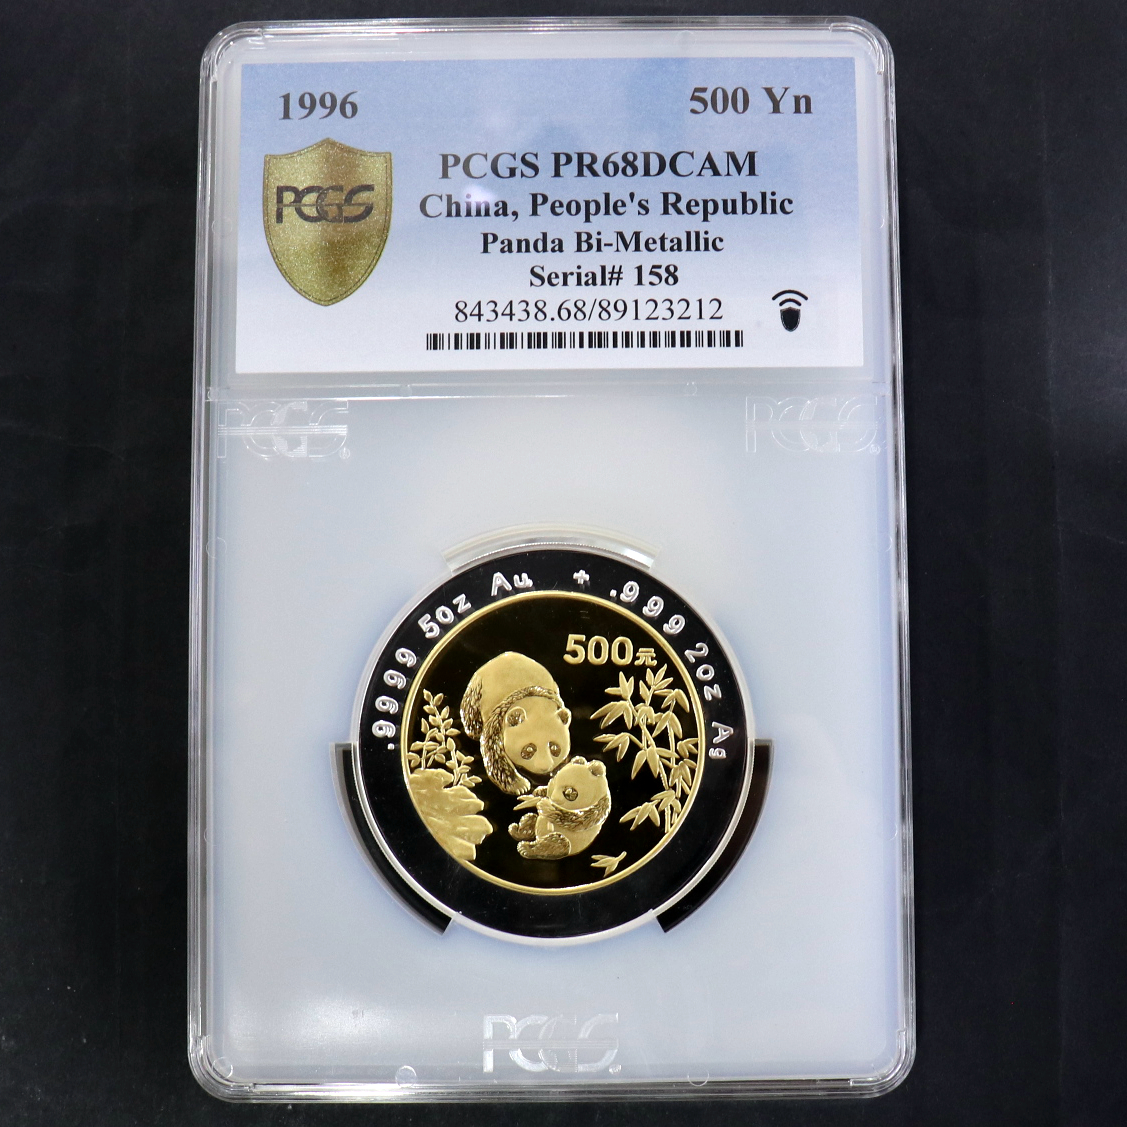 1996
500 Yn
PCGS PR68DCAM
PCGS
China, People's Republic
Panda Bi-Metallic
Serial# 158
843438.68/89123212
PCGS
PCGS
.9999 5oz Au + .999 2oz Ag
500元
PCGS